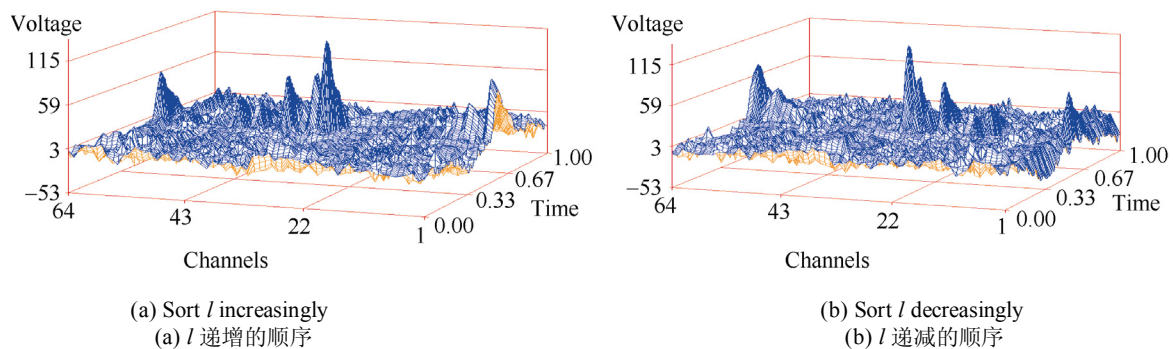 Voltage
115
59
3
−53
64
43
22
1
0.00
0.33
0.67
1.00
Time
Channels
(a) Sort l increasingly
(a) l 递增的顺序
Voltage
115
59
3
−53
64
43
22
1
0.00
0.33
0.67
1.00
Time
Channels
(b) Sort l decreasingly
(b) l 递减的顺序